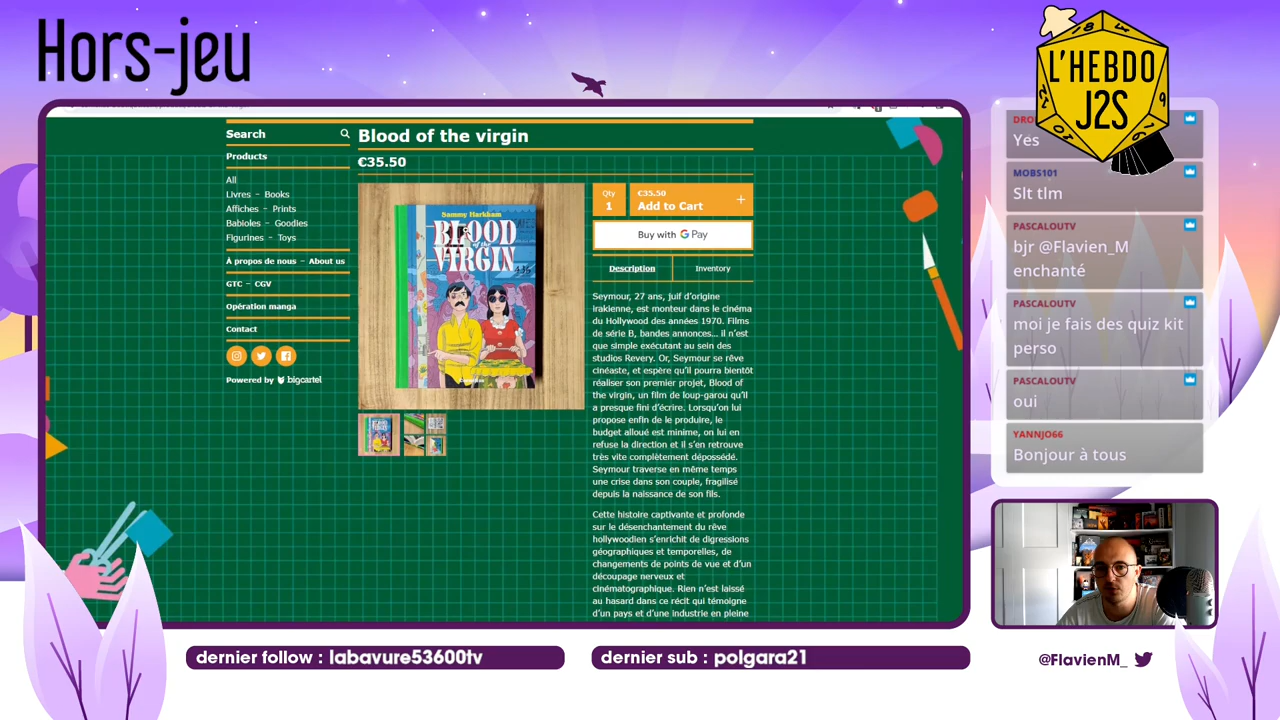 Hors-jeu
L'HEBDO
J2S
18
4
Search
Products
All
Livres - Books
Affiches - Prints
Babioles - Goodies
Figurines - Toys
À propos de nous - About us
GTC - CGV
Opération manga
Contact
Powered by bigcartel
Blood of the virgin
€35.50
Sammy Harkham
BLOOD
of the
VIRGIN
Qty
1
€35.50
Add to Cart
+
Buy with G Pay
Description
Inventory
Seymour, 27 ans, juif d'origine
irakienne, est monteur dans le cinéma
du Hollywood des années 1970. Films
de série B, bandes annonces... il n'est
que simple exécutant au sein des
studios Revery. Or, Seymour se rêve
cinéaste, et espère qu'il pourra bientôt
réaliser son premier projet, Blood of
the virgin, un film de loup-garou qu'il
a presque fini d'écrire. Lorsqu'on lui
propose enfin de le produire, le
budget alloué est minime, on lui en
refuse la direction et il s'en retrouve
très vite complètement dépossédé.
Seymour traverse en même temps
une crise dans son couple, fragilisé
depuis la naissance de son fils.
Cette histoire captivante et profonde
sur le désenchantement du rêve
hollywoodien s'enrichit de digressions
géographiques et temporelles, de
changements de points de vue et d'un
découpage nerveux et
cinématographique. Rien n'est laissé
au hasard dans ce récit qui témoigne
d'un pays et d'une industrie en pleine
Yes
MOBS101
Slt tlm
PASCALOUTV
bjr @Flavien_M
enchanté
PASCALOUTV
moi je fais des quiz kit
perso
PASCALOUTV
oui
YANNJO66
Bonjour à tous
dernier follow : labavure53600tv
dernier sub : polgara21
@FlavienM_